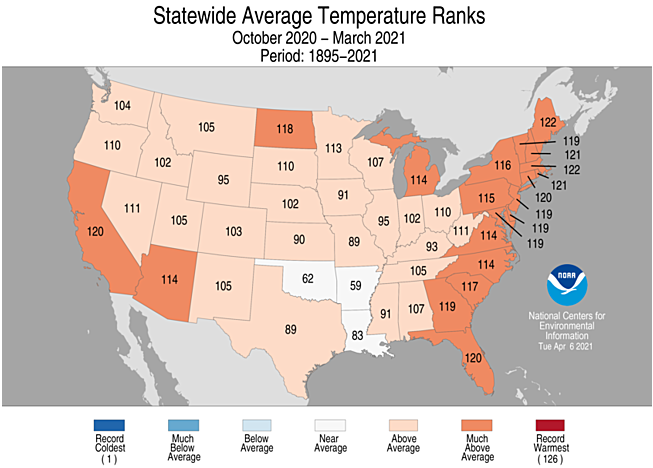 Statewide Average Temperature Ranks
October 2020 – March 2021
Period: 1895–2021
104
105
118
113
122
110
102
95
110
107
114
116
119
121
122
121
120
119
119
119
111
105
103
102
91
95
102
110
115
120
90
89
93
111
114
114
105
62
59
105
114
117
89
83
91
107
119
120
NOAA
National Centers for
Environmental
Information
Tue Apr 6 2021
Record
Coldest
( 1 )
Much
Below
Average
Below
Average
Near
Average
Above
Average
Much
Above
Average
Record
Warmest
( 126 )